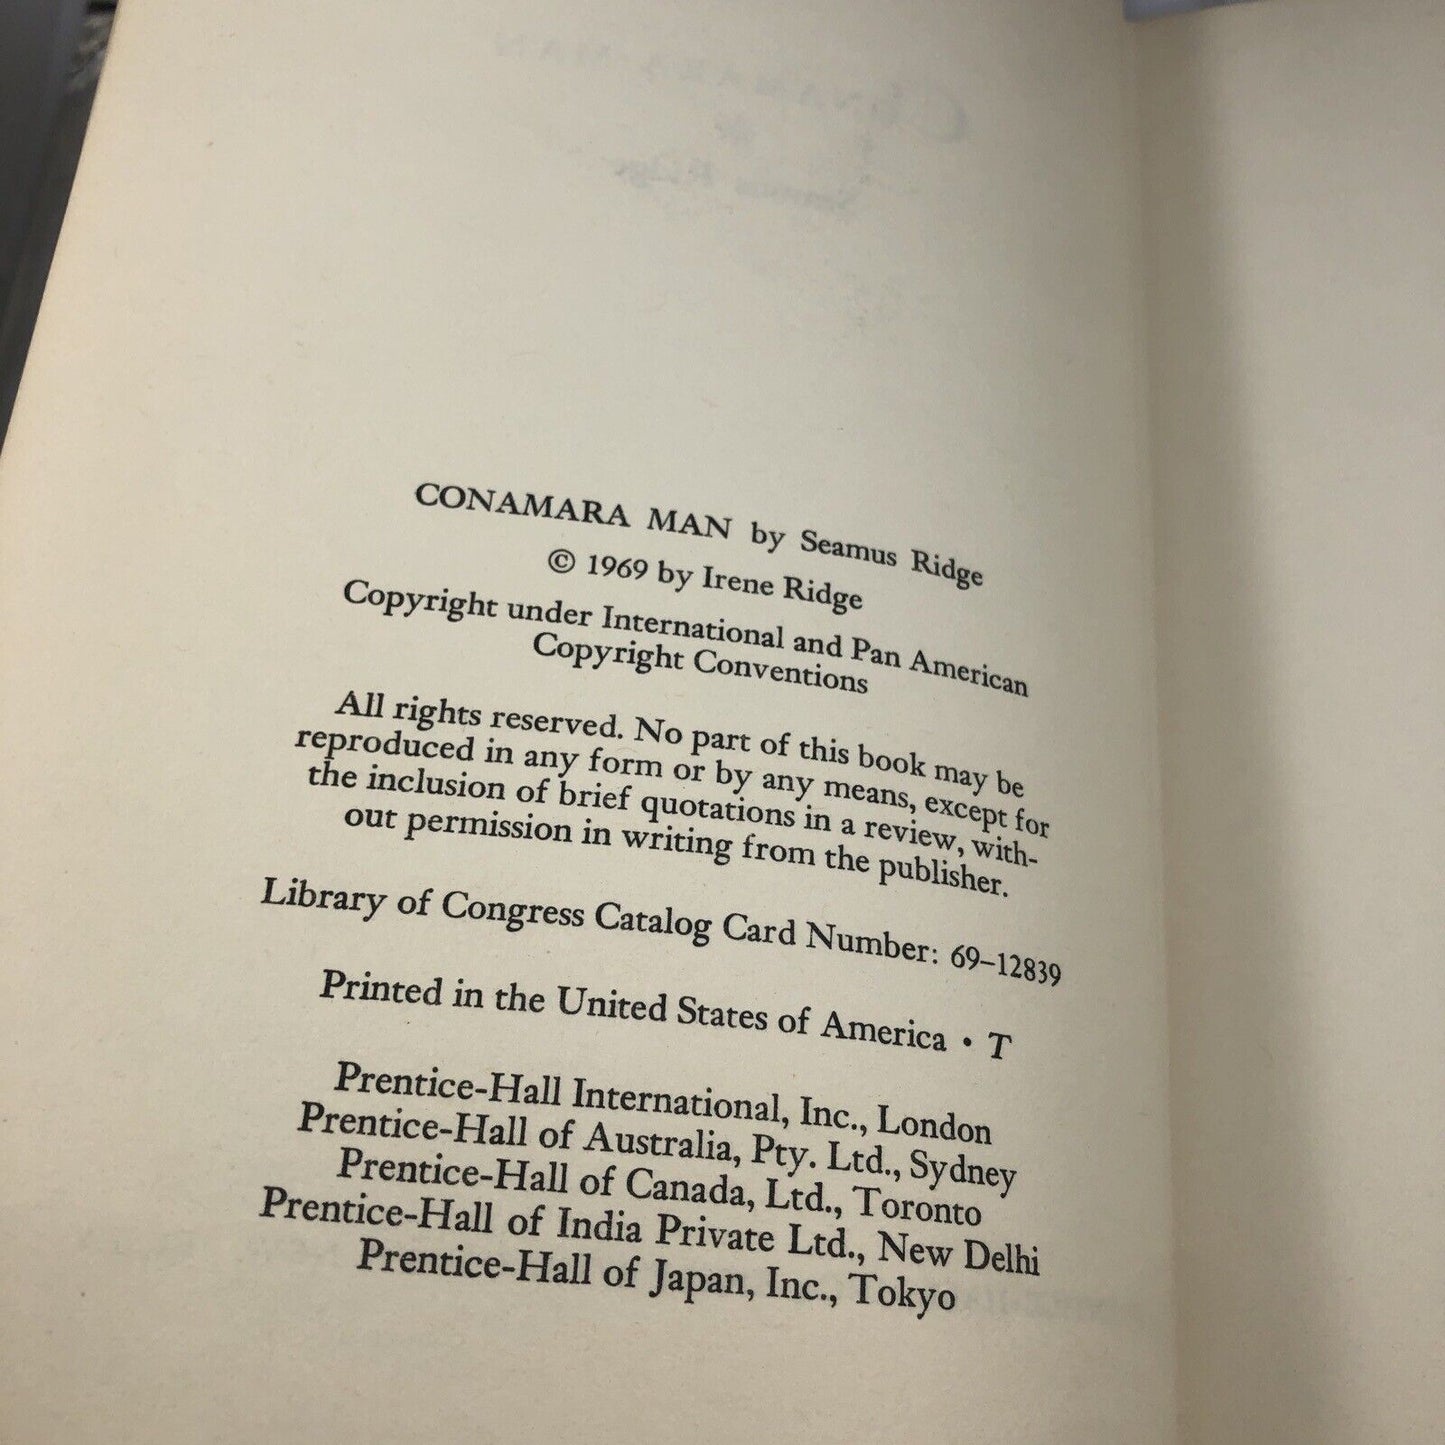 CONAMARA MAN by Seamus Ridge
© 1969 by Irene Ridge
Copyright under International and Pan American
Copyright Conventions
All rights reserved. No part of this book may be
reproduced in any form or by any means, except for
the inclusion of brief quotations in a review, with-
out permission in writing from the publisher.
Library of Congress Catalog Card Number: 69–12839
Printed in the United States of America • T
Prentice-Hall International, Inc., London
Prentice-Hall of Australia, Pty. Ltd., Sydney
Prentice-Hall of Canada, Ltd., Toronto
Prentice-Hall of India Private Ltd., New Delhi
Prentice-Hall of Japan, Inc., Tokyo